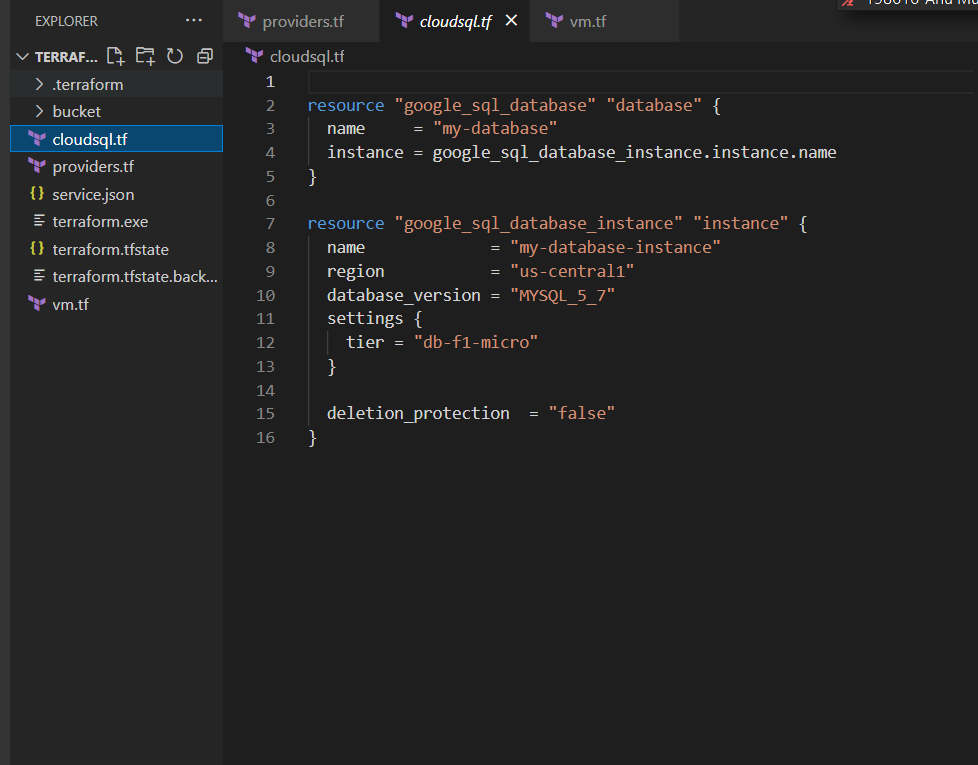 EXPLORER ...
TERRAF...
.terraform
bucket
cloudsql.tf
providers.tf
service.json
terraform.exe
terraform.tfstate
terraform.tfstate.back...
vm.tf
providers.tf cloudsql.tf vm.tf
cloudsql.tf
1
2 resource "google_sql_database" "database" {
3   name     = "my-database"
4   instance = google_sql_database_instance.instance.name
5 }
6
7 resource "google_sql_database_instance" "instance" {
8   name             = "my-database-instance"
9   region           = "us-central1"
10   database_version = "MYSQL_5_7"
11   settings {
12     tier = "db-f1-micro"
13   }
14
15   deletion_protection  = "false"
16 }